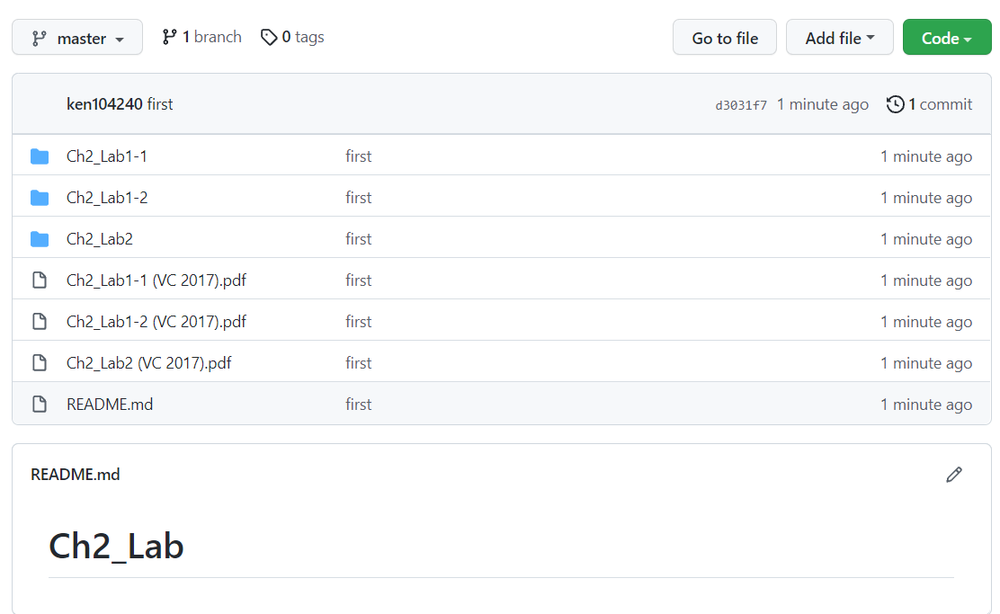 master 1 branch 0 tags Go to file Add file Code
ken104240 first d3031f7 1 minute ago 1 commit
Ch2_Lab1-1 first 1 minute ago
Ch2_Lab1-2 first 1 minute ago
Ch2_Lab2 first 1 minute ago
Ch2_Lab1-1 (VC 2017).pdf first 1 minute ago
Ch2_Lab1-2 (VC 2017).pdf first 1 minute ago
Ch2_Lab2 (VC 2017).pdf first 1 minute ago
README.md first 1 minute ago
README.md
Ch2_Lab